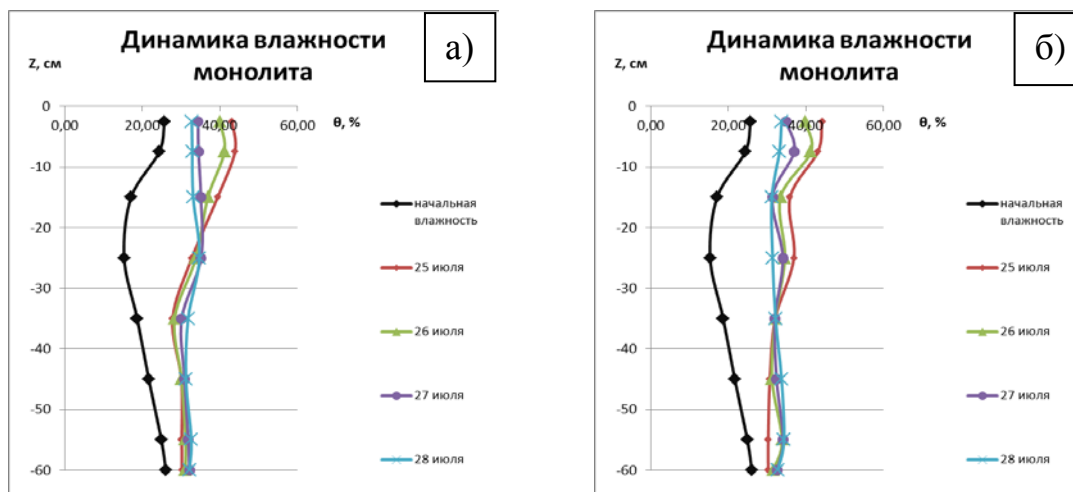 Динамика влажности
монолита
а)
Z, см
0
0,00 20,00 40,00 60,00
θ, %
-10
-20
-30
-40
-50
-60
начальная
влажность
25 июля
26 июля
27 июля
28 июля
Динамика влажности
монолита
б)
Z, см
0
0,00 20,00 40,00 60,00
θ, %
-10
-20
-30
-40
-50
-60
начальная
влажность
25 июля
26 июля
27 июля
28 июля